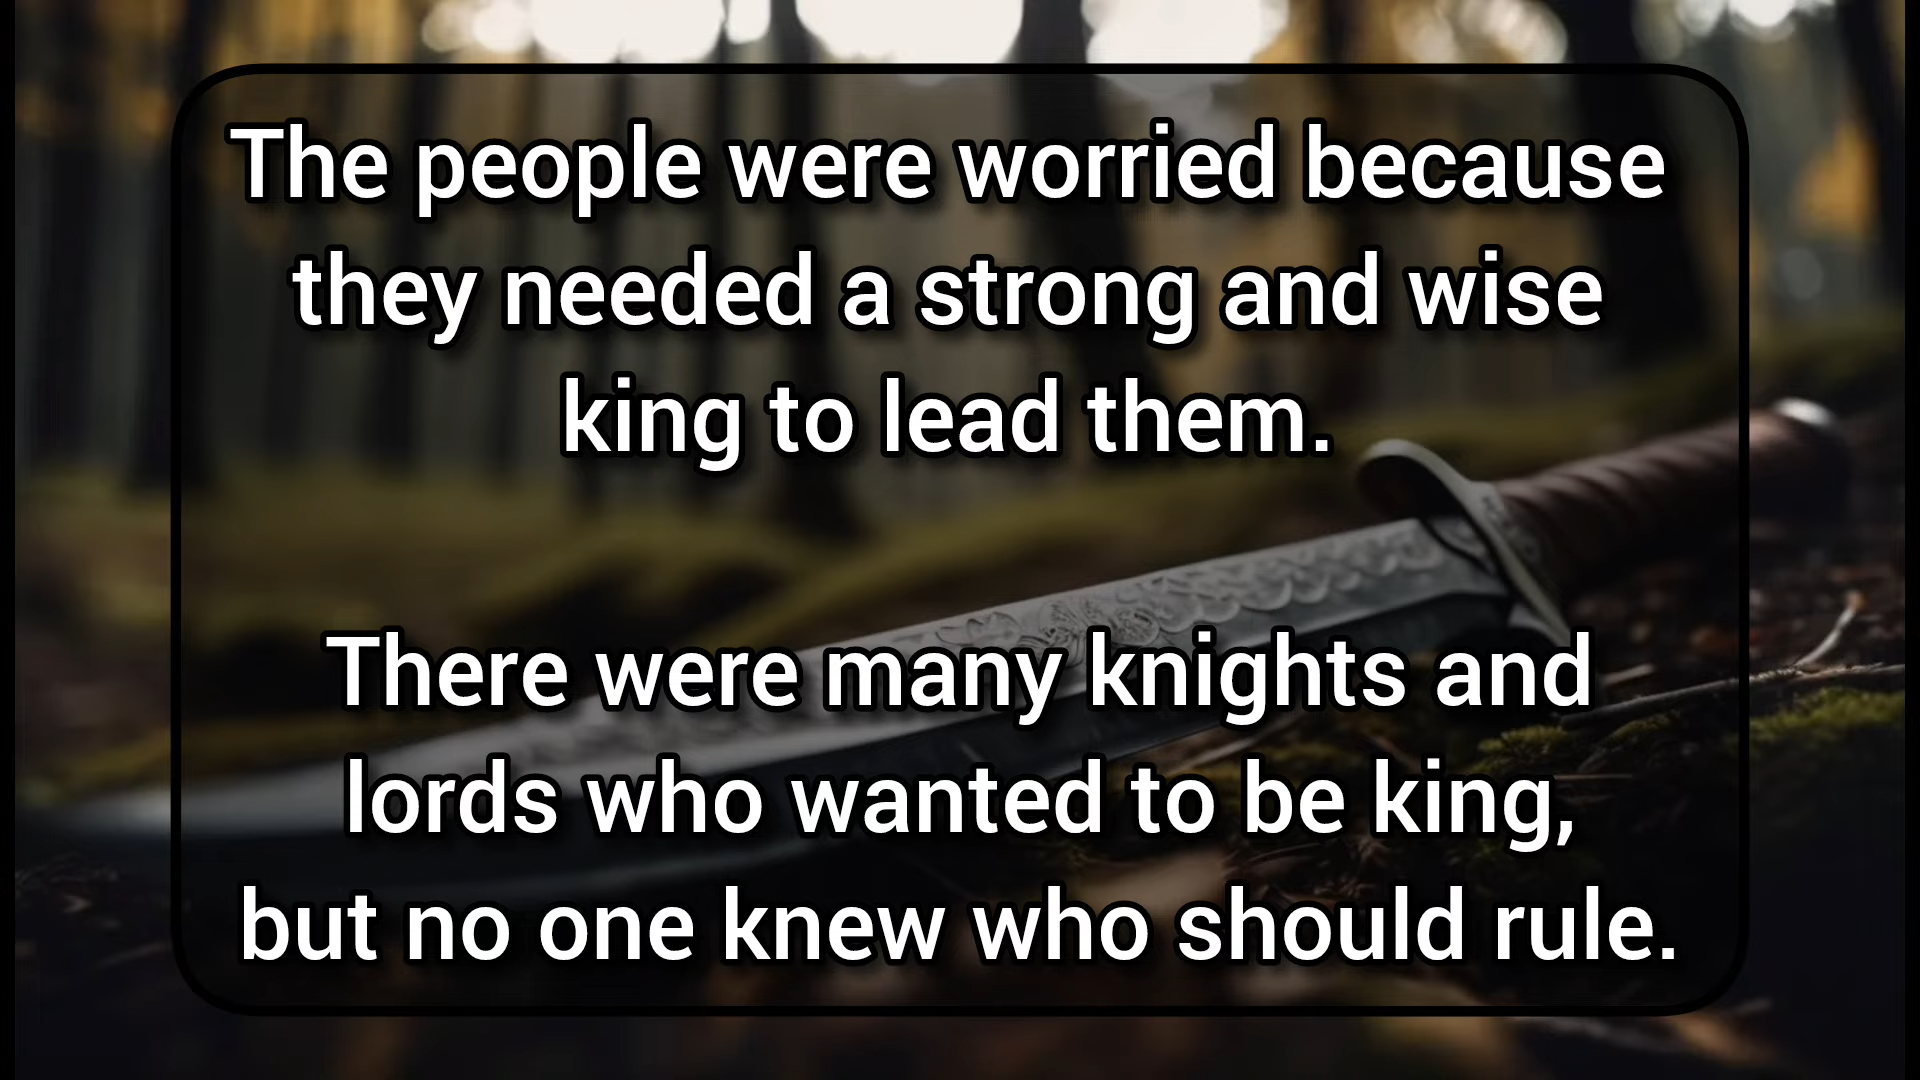 The people were worried because
they needed a strong and wise
king to lead them.
There were many knights and
lords who wanted to be king,
but no one knew who should rule.